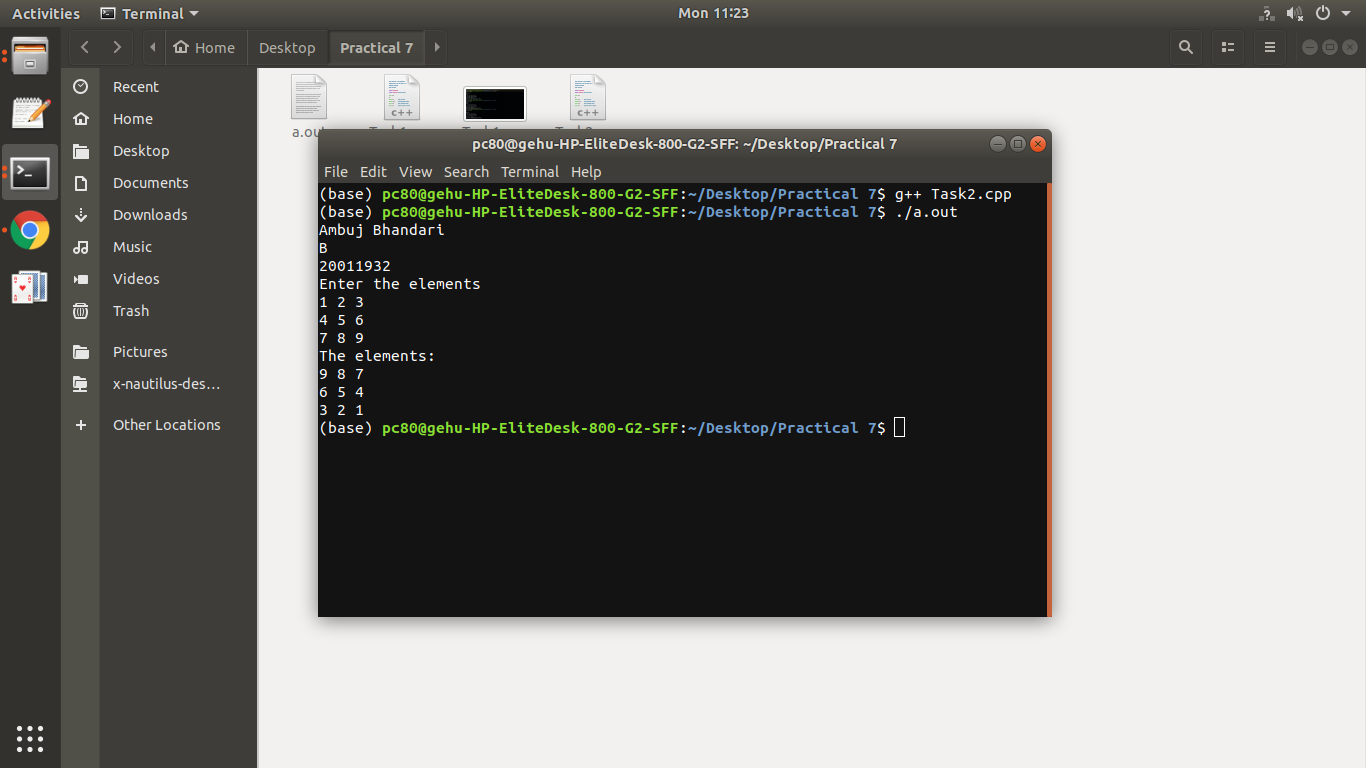 Activities Terminal Mon 11:23
Home Desktop Practical 7
Recent
Home
Desktop
Documents
Downloads
Music
Videos
Trash
Pictures
x-nautilus-des…
Other Locations
c++ c++
pc80@gehu-HP-EliteDesk-800-G2-SFF: ~/Desktop/Practical 7
File Edit View Search Terminal Help
(base) pc80@gehu-HP-EliteDesk-800-G2-SFF:~/Desktop/Practical 7$ g++ Task2.cpp
(base) pc80@gehu-HP-EliteDesk-800-G2-SFF:~/Desktop/Practical 7$ ./a.out
Ambuj Bhandari
B
20011932
Enter the elements
1 2 3
4 5 6
7 8 9
The elements:
9 8 7
6 5 4
3 2 1
(base) pc80@gehu-HP-EliteDesk-800-G2-SFF:~/Desktop/Practical 7$